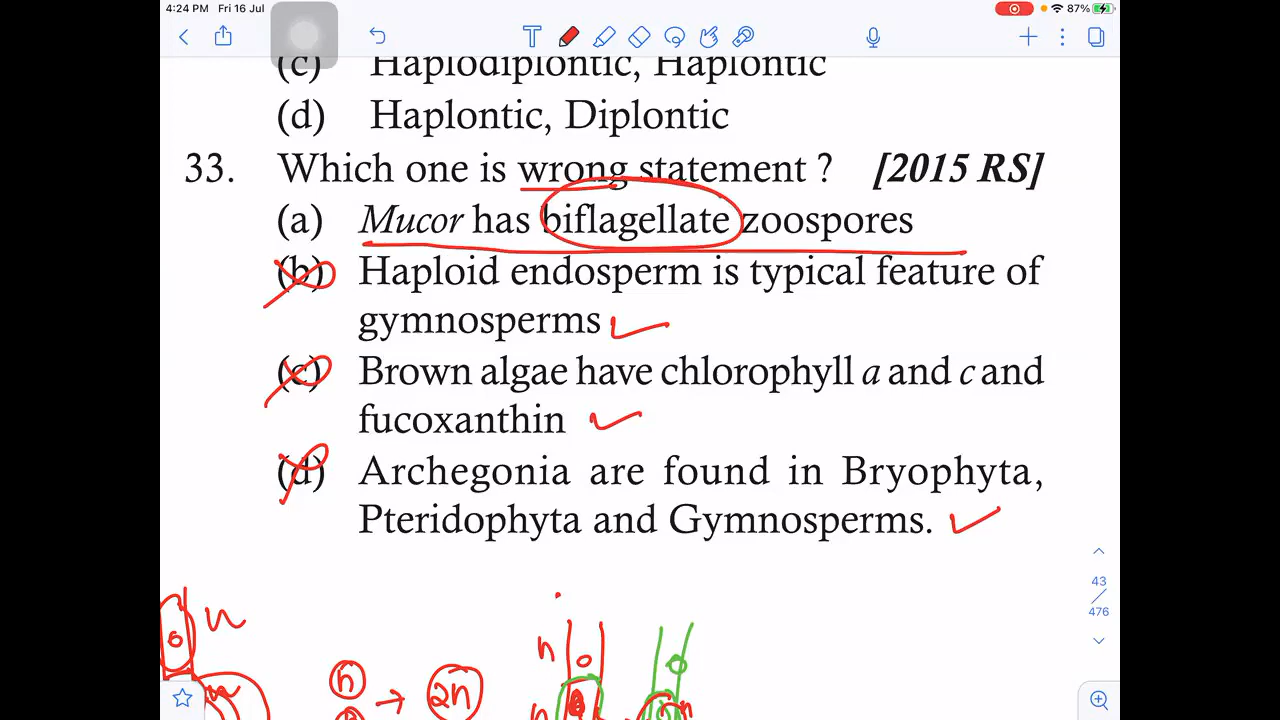 4:24 PM Fri 16 Jul 87%
T
(c) Haplodiplontic, Haplontic
(d) Haplontic, Diplontic
33. Which one is wrong statement ? [2015 RS]
(a) Mucor has biflagellate zoospores
(b) Haploid endosperm is typical feature of
gymnosperms
(c) Brown algae have chlorophyll a and c and
fucoxanthin
(d) Archegonia are found in Bryophyta,
Pteridophyta and Gymnosperms.
43
476
n
n
n
2n
n
n